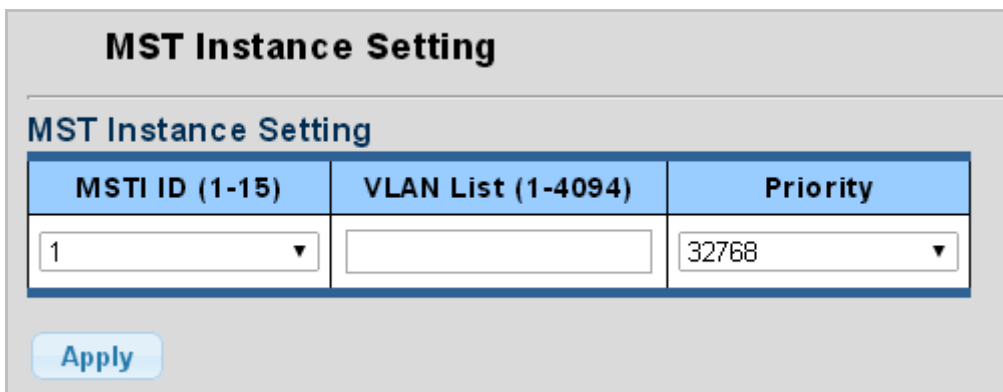 MST Instance Setting
MST Instance Setting
MSTI ID (1-15) VLAN List (1-4094) Priority
1 32768
Apply